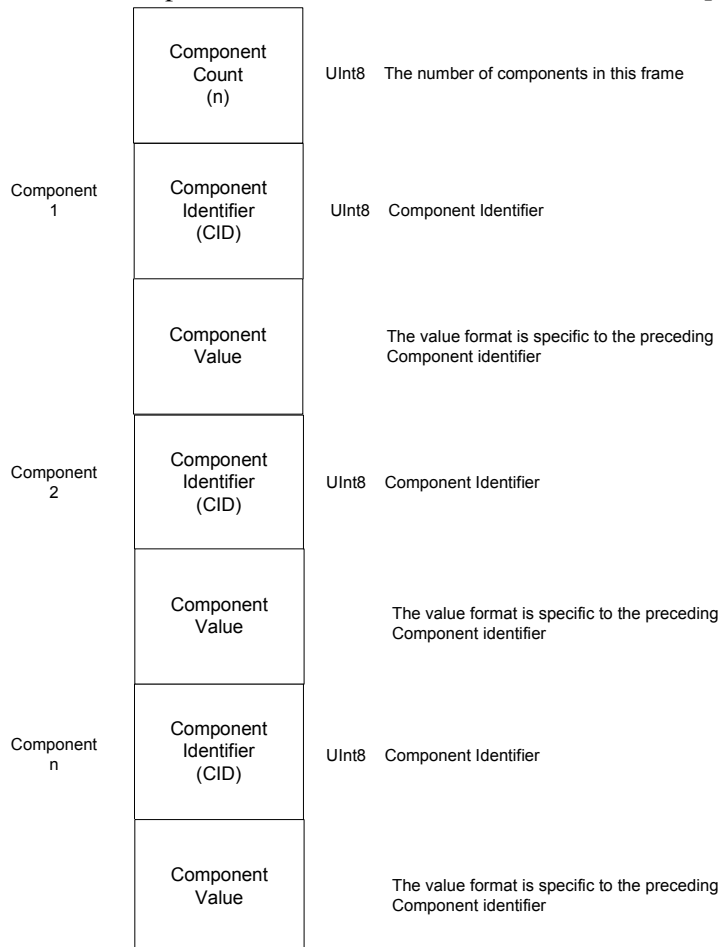 Component
Count
(n)
UInt8 The number of components in this frame
Component
1
Component
Identifier
(CID)
UInt8 Component Identifier
Component
Value
The value format is specific to the preceding
Component identifier
Component
2
Component
Identifier
(CID)
UInt8 Component Identifier
Component
Value
The value format is specific to the preceding
Component identifier
Component
n
Component
Identifier
(CID)
UInt8 Component Identifier
Component
Value
The value format is specific to the preceding
Component identifier